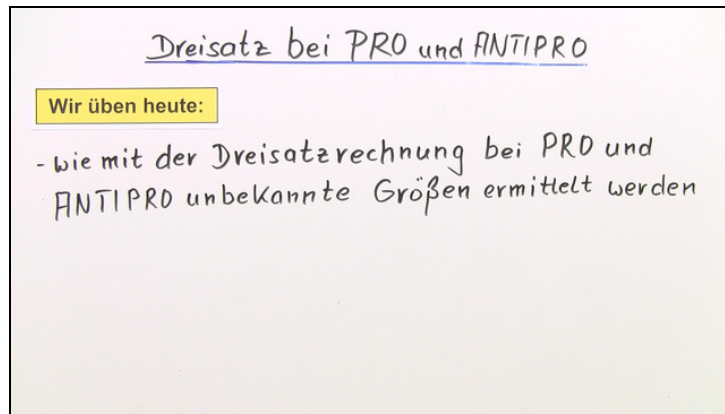 Dreisatz bei PRO und ANTIPRO
Wir üben heute:
- wie mit der Dreisatzrechnung bei PRO und
ANTIPRO unbekannte Größen ermittelt werden